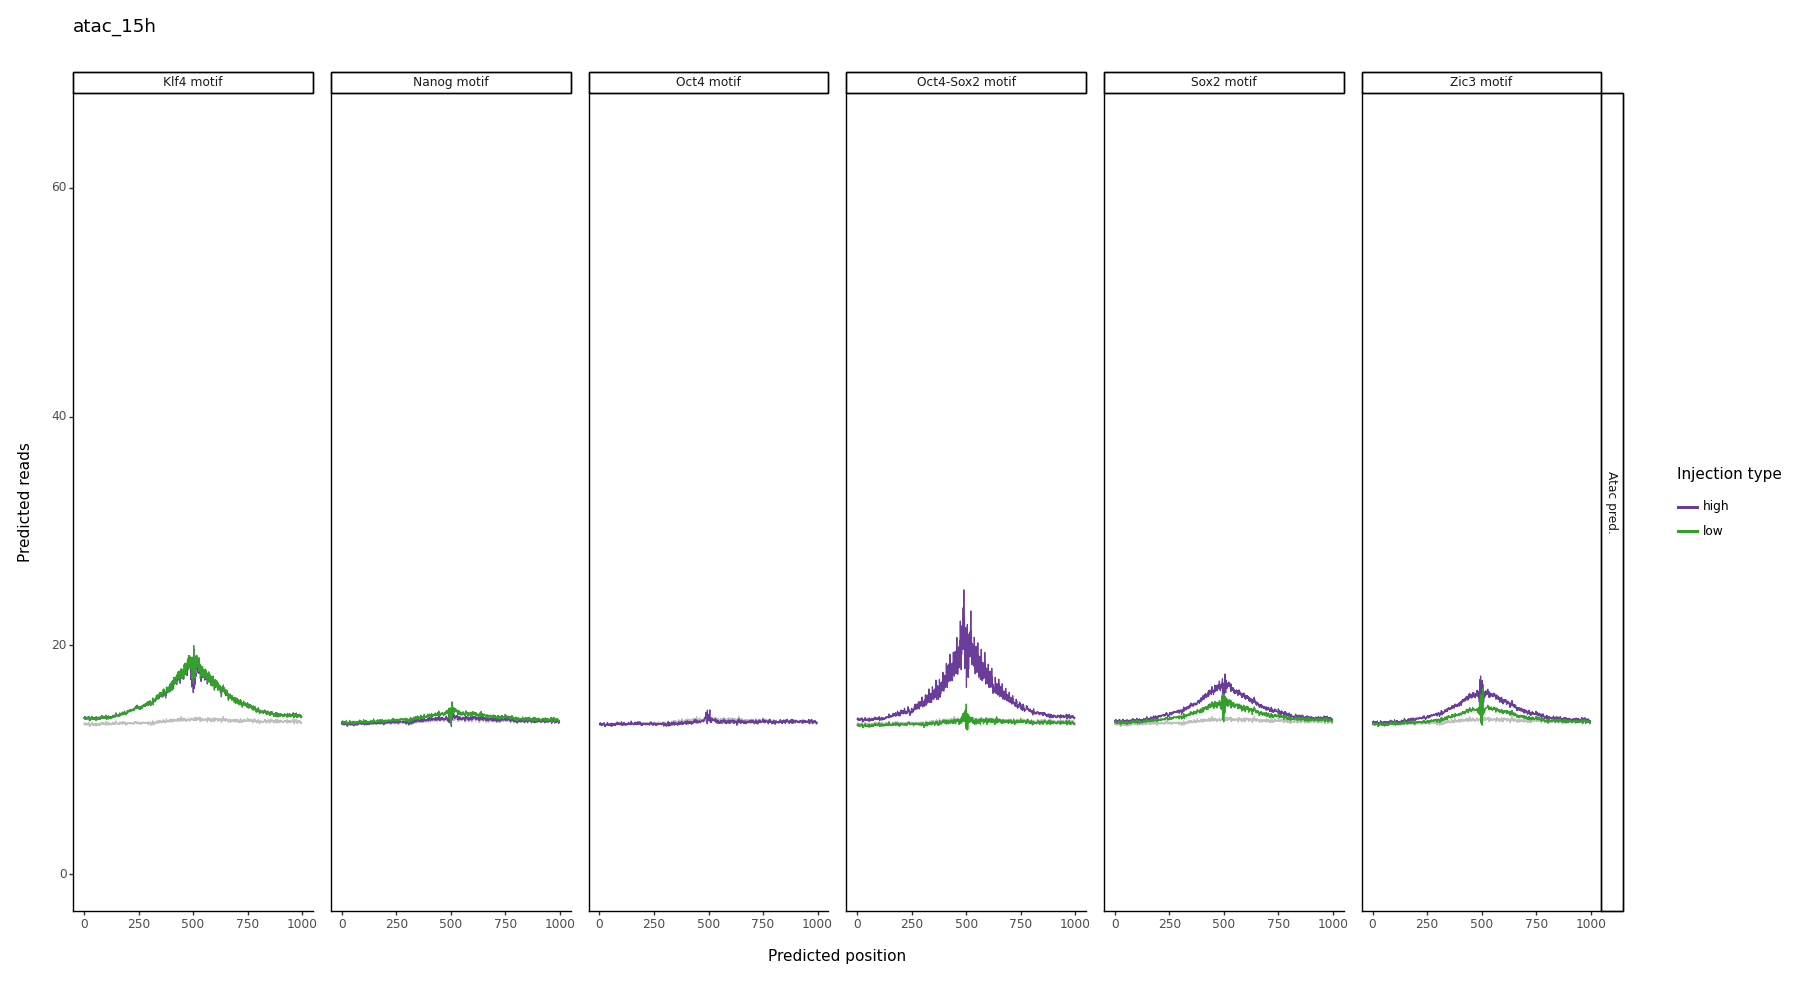 atac_15h
Klf4 motif
Nanog motif
Oct4 motif
Oct4-Sox2 motif
Sox2 motif
Zic3 motif
Atac pred.
Predicted reads
60
40
20
0
0 250 500 750 1000
0 250 500 750 1000
0 250 500 750 1000
0 250 500 750 1000
0 250 500 750 1000
0 250 500 750 1000
Predicted position
Injection type
high
low